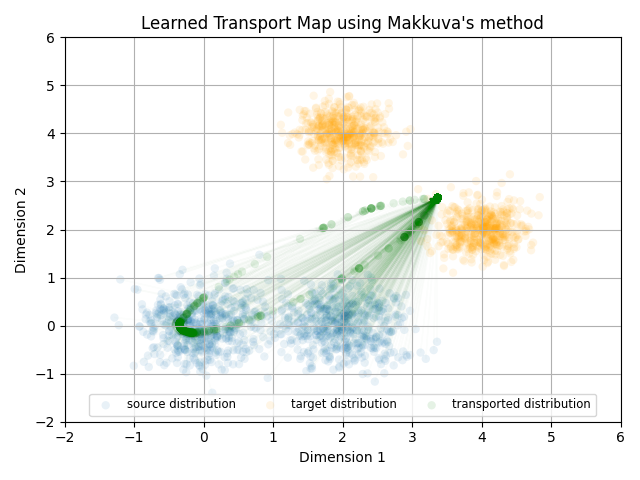 Learned Transport Map using Makkuva's method
6
5
4
3
2
1
0
−1
−2
Dimension 2
source distribution target distribution transported distribution
−2 −1 0 1 2 3 4 5 6
Dimension 1